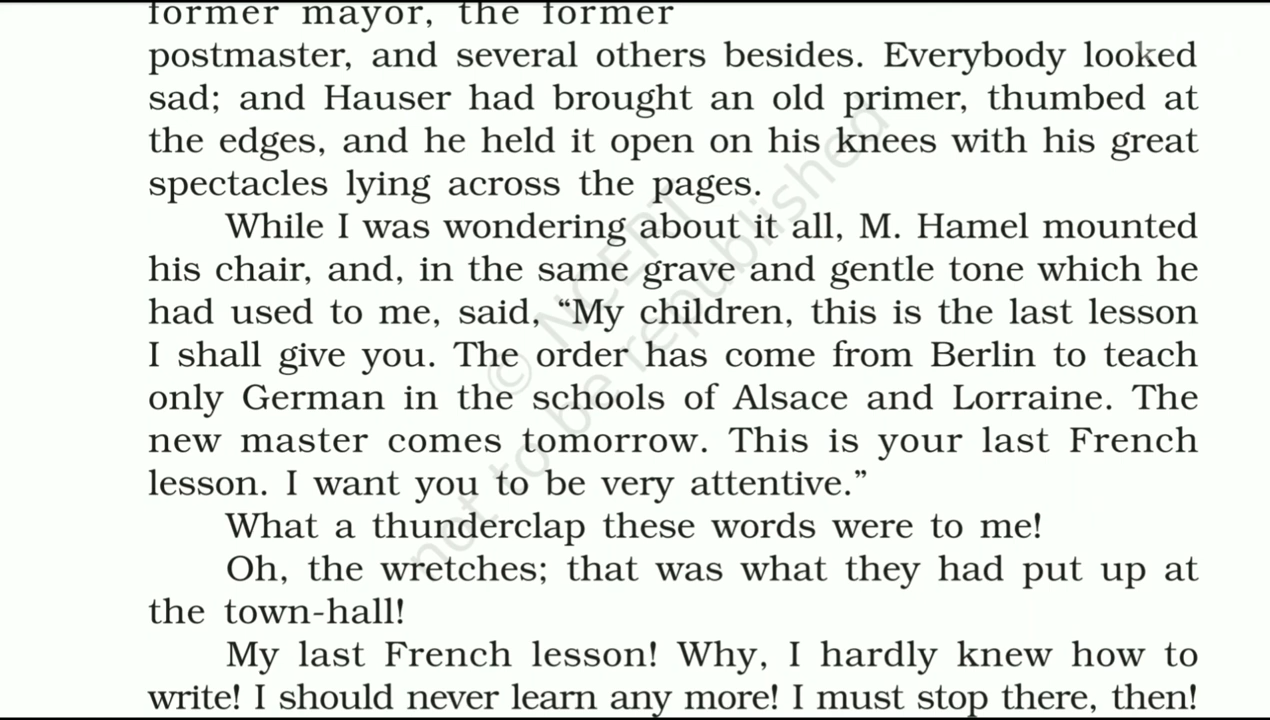 former mayor, the former
postmaster, and several others besides. Everybody looked
sad; and Hauser had brought an old primer, thumbed at
the edges, and he held it open on his knees with his great
spectacles lying across the pages.
While I was wondering about it all, M. Hamel mounted
his chair, and, in the same grave and gentle tone which he
had used to me, said, “My children, this is the last lesson
I shall give you. The order has come from Berlin to teach
only German in the schools of Alsace and Lorraine. The
new master comes tomorrow. This is your last French
lesson. I want you to be very attentive.”
What a thunderclap these words were to me!
Oh, the wretches; that was what they had put up at
the town-hall!
My last French lesson! Why, I hardly knew how to
write! I should never learn any more! I must stop there, then!
© NCERT
not to be republished